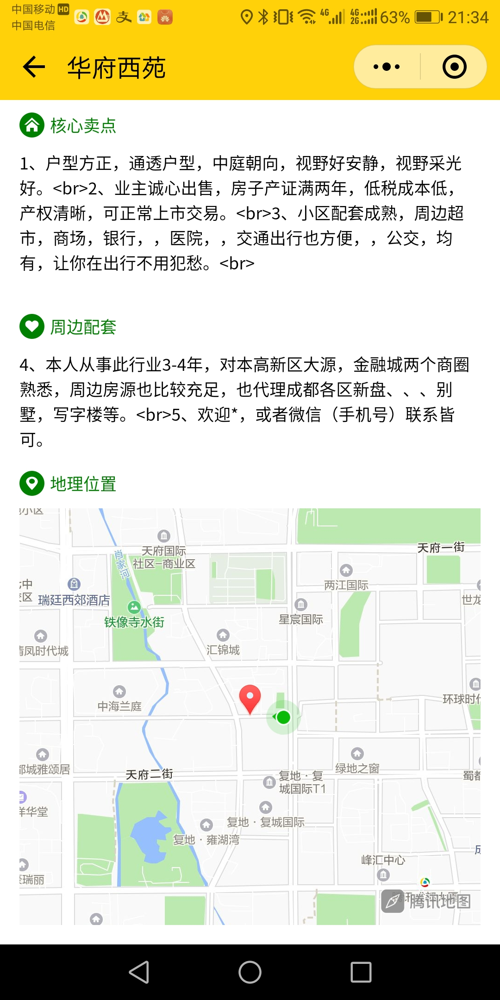 中国移动 HD
中国电信
4G 4G 2G 63% 21:34
华府西苑
核心卖点
1、户型方正，通透户型，中庭朝向，视野好安静，视野采光
好。<br>2、业主诚心出售，房子产证满两年，低税成本低，
产权清晰，可正常上市交易。<br>3、小区配套成熟，周边超
市，商场，银行，，医院，，交通出行也方便，，公交，均
有，让你在出行不用犯愁。<br>
周边配套
4、本人从事此行业3-4年，对本高新区大源，金融城两个商圈
熟悉，周边房源也比较充足，也代理成都各区新盘、、、别
墅，写字楼等。<br>5、欢迎*，或者微信（手机号）联系皆
可。
地理位置
小区
天府国际
社区-商业区
肖家河
天府一街
两江国际
中
区
瑞廷西郊酒店
世龙
星宸国际
铁像寺水街
凤时代城
汇锦城
中海兰庭
环球时
城雅颂居
天府二街
绿地之窗
复地·复
城国际T1
蜀
华堂
复地·复城国际
复地·雍湖湾
峰汇中心
瑞丽
腾讯成都大厦
腾讯地图